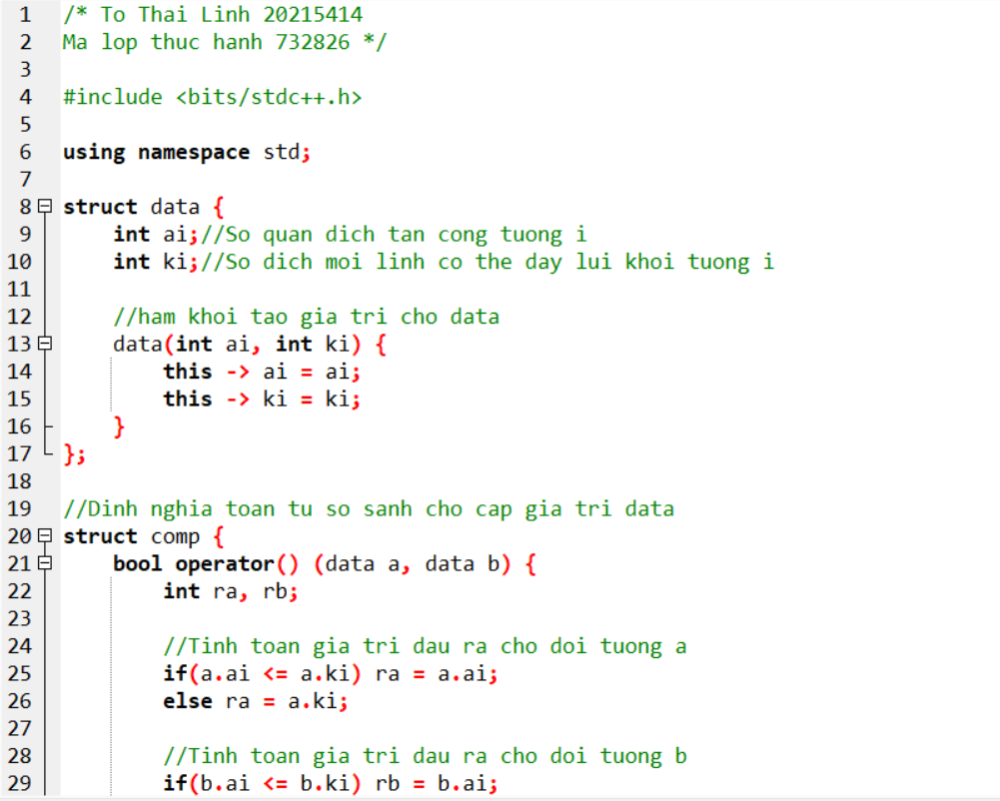 1 /* To Thai Linh 20215414
2 Ma lop thuc hanh 732826 */
3
4 #include <bits/stdc++.h>
5
6 using namespace std;
7
8 struct data {
9     int ai;//So quan dich tan cong tuong i
10     int ki;//So dich moi linh co the day lui khoi tuong i
11
12     //ham khoi tao gia tri cho data
13     data(int ai, int ki) {
14         this -> ai = ai;
15         this -> ki = ki;
16     }
17 };
18
19 //Dinh nghia toan tu so sanh cho cap gia tri data
20 struct comp {
21     bool operator() (data a, data b) {
22         int ra, rb;
23
24         //Tinh toan gia tri dau ra cho doi tuong a
25         if(a.ai <= a.ki) ra = a.ai;
26         else ra = a.ki;
27
28         //Tinh toan gia tri dau ra cho doi tuong b
29         if(b.ai <= b.ki) rb = b.ai;